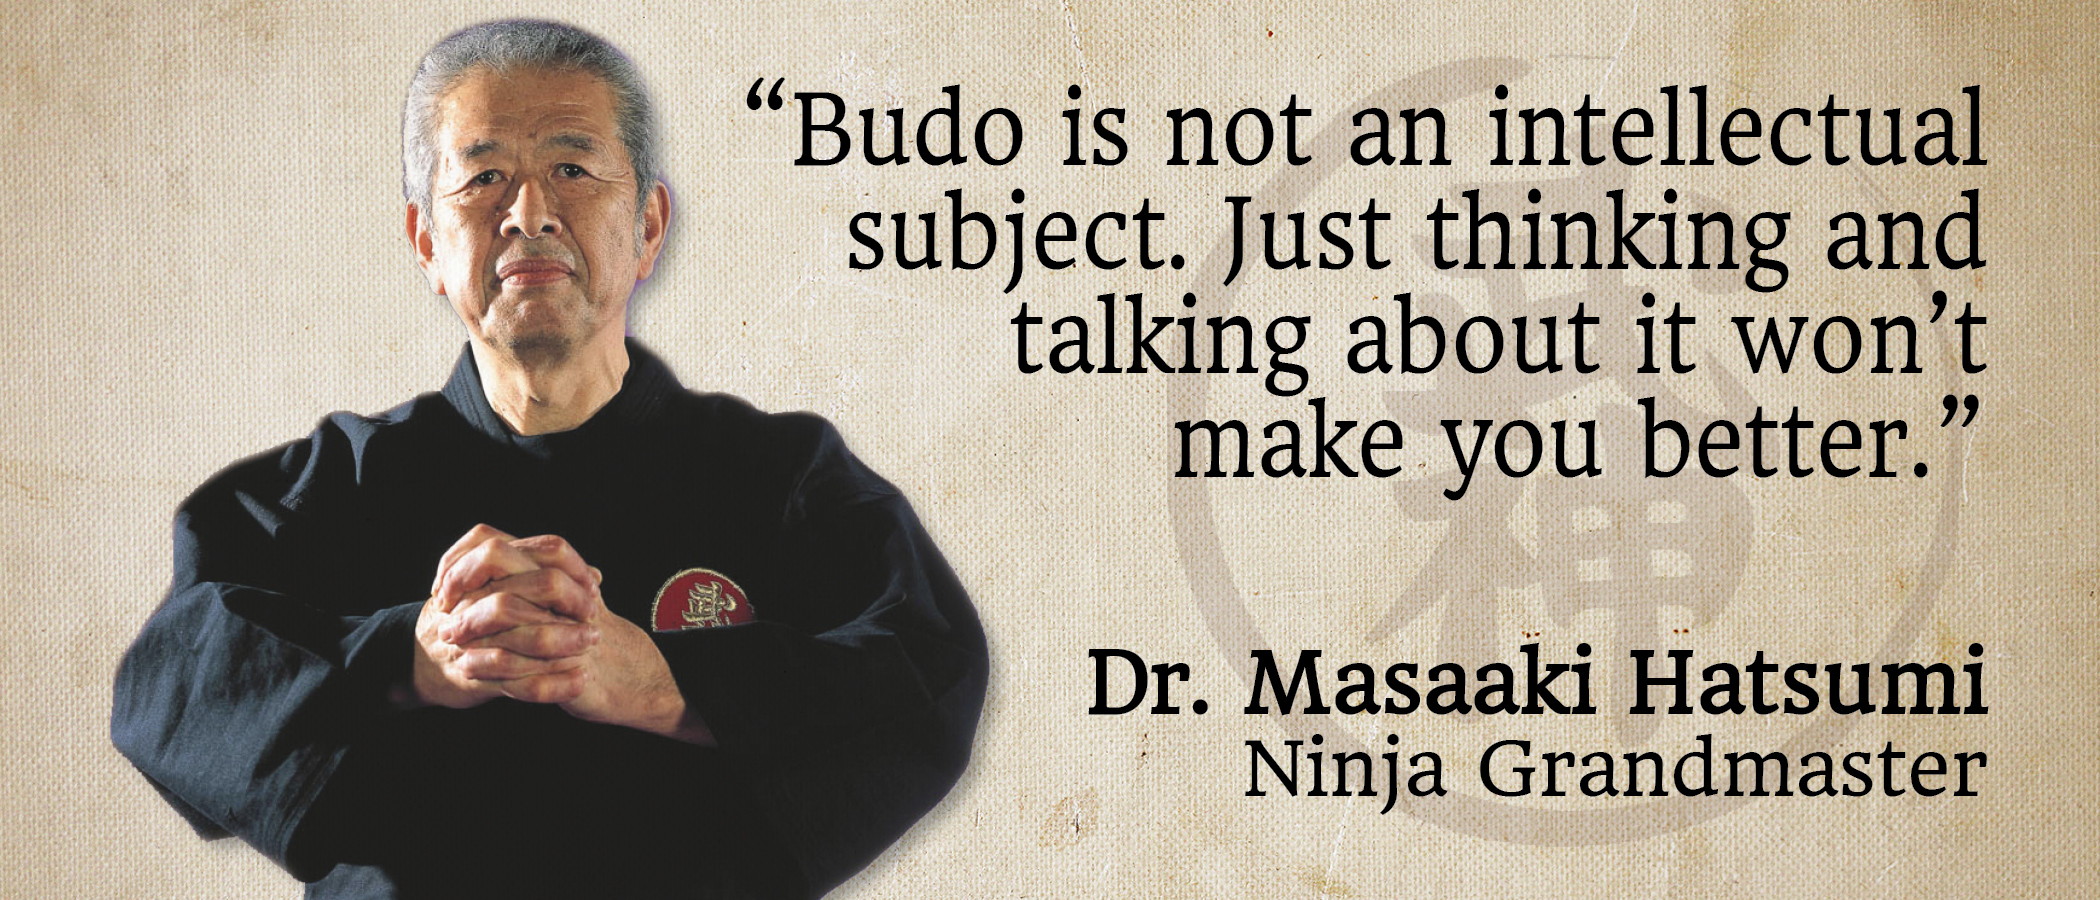 “Budo is not an intellectual
subject. Just thinking and
talking about it won’t
make you better.”
Dr. Masaaki Hatsumi
Ninja Grandmaster